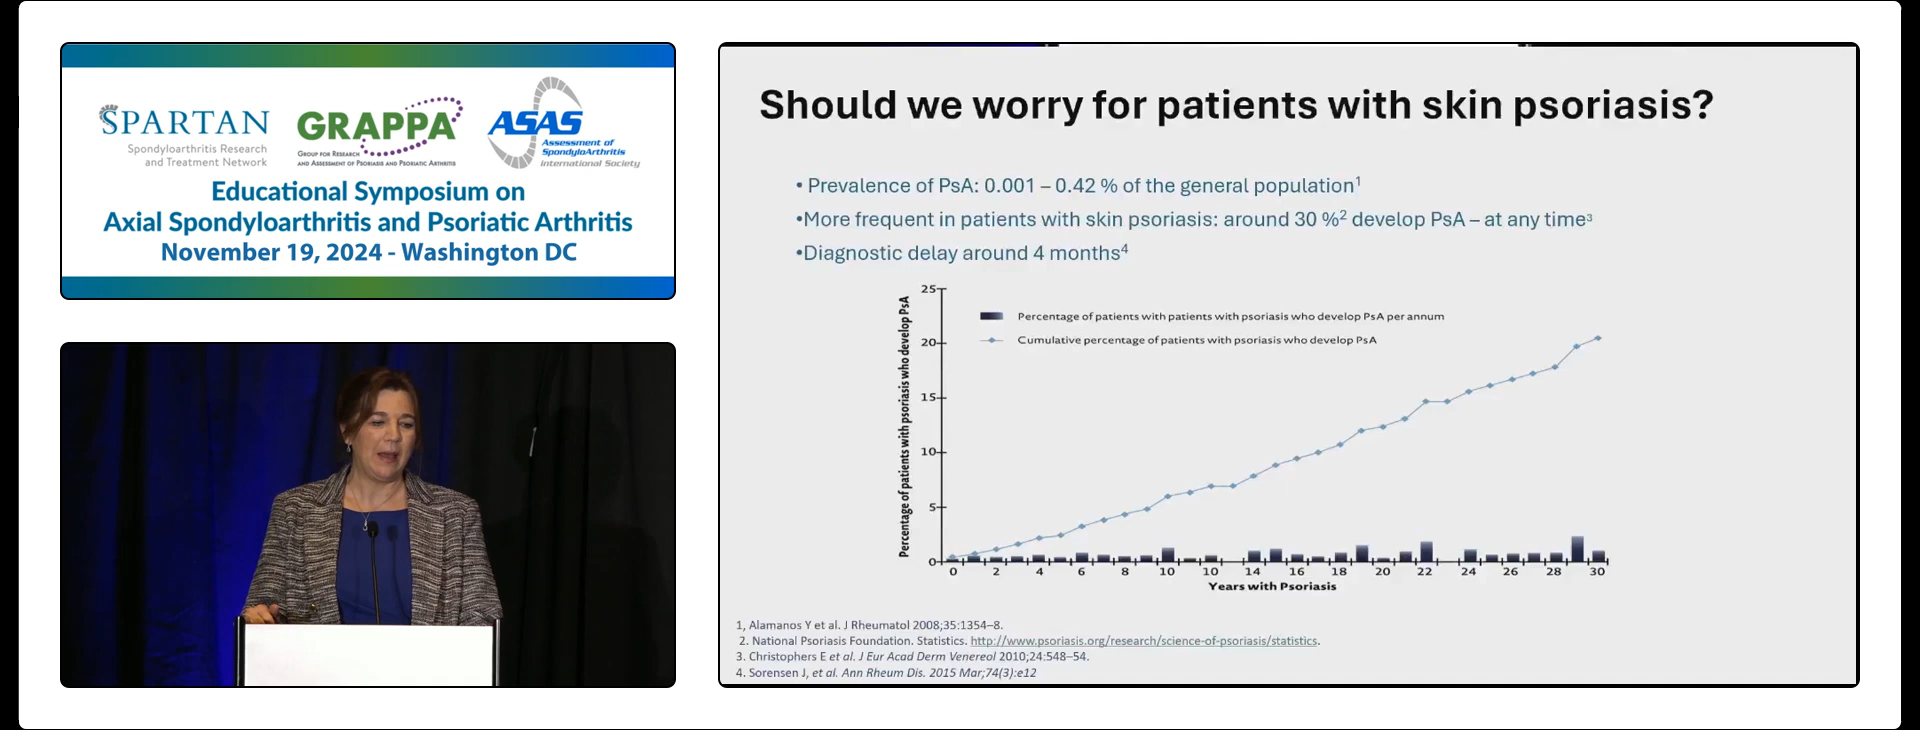 SPARTAN
Spondyloarthritis Research
and Treatment Network
GRAPPA
GROUP FOR RESEARCH
AND ASSESSMENT OF PSORIASIS AND PSORIATIC ARTHRITIS
ASAS
Assessment of
SpondyloArthritis
international Society
Educational Symposium on
Axial Spondyloarthritis and Psoriatic Arthritis
November 19, 2024 - Washington DC
Should we worry for patients with skin psoriasis?
• Prevalence of PsA: 0.001 – 0.42 % of the general population1
•More frequent in patients with skin psoriasis: around 30 %2 develop PsA – at any time3
•Diagnostic delay around 4 months4
Percentage of patients with psoriasis who develop PsA
25
20
15
10
5
0
Percentage of patients with patients with psoriasis who develop PsA per annum
Cumulative percentage of patients with psoriasis who develop PsA
0 2 4 6 8 10 10 14 16 18 20 22 24 26 28 30
Years with Psoriasis
1, Alamanos Y et al. J Rheumatol 2008;35:1354–8.
2. National Psoriasis Foundation. Statistics. http://www.psoriasis.org/research/science-of-psoriasis/statistics.
3. Christophers E et al. J Eur Acad Derm Venereol 2010;24:548–54.
4. Sorensen J, et al. Ann Rheum Dis. 2015 Mar;74(3):e12